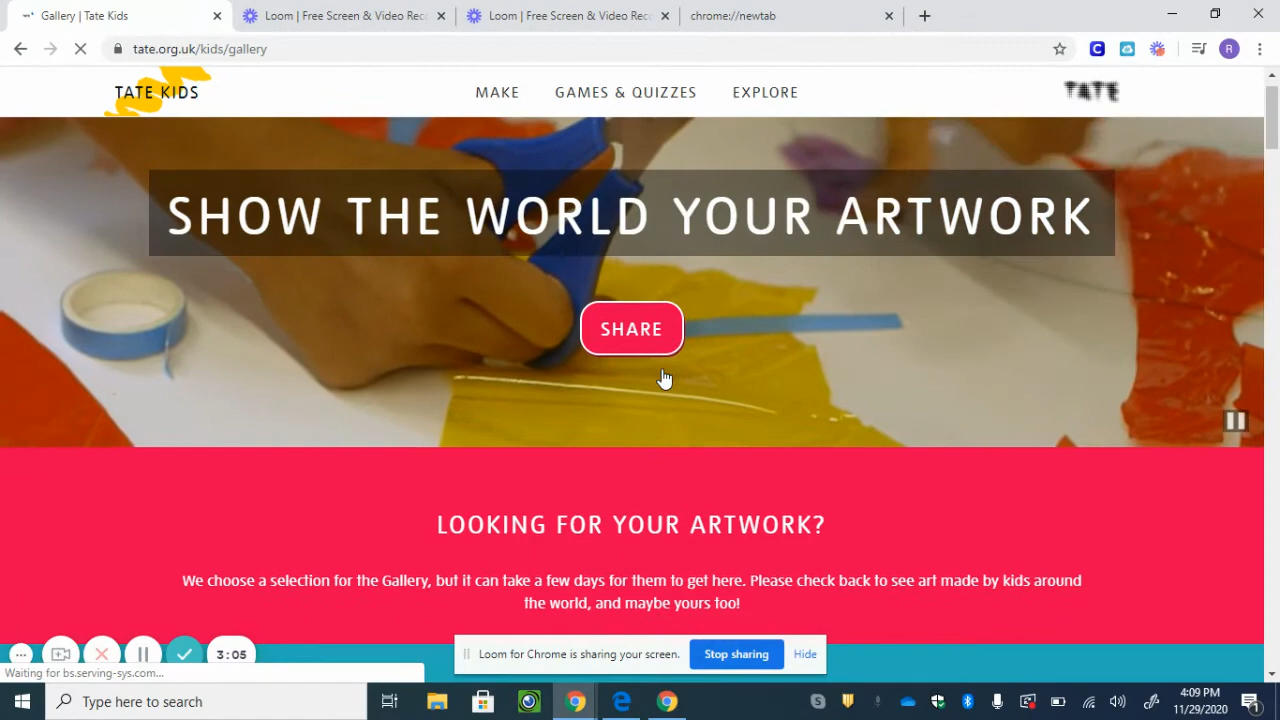 Gallery | Tate Kids
Loom | Free Screen & Video Reco
Loom | Free Screen & Video Reco
chrome://newtab
tate.org.uk/kids/gallery
R
TATE KIDS
MAKE
GAMES & QUIZZES
EXPLORE
TATE
SHOW THE WORLD YOUR ARTWORK
SHARE
LOOKING FOR YOUR ARTWORK?
We choose a selection for the Gallery, but it can take a few days for them to get here. Please check back to see art made by kids around
the world, and maybe yours too!
3:05
Loom for Chrome is sharing your screen.
Stop sharing
Hide
Waiting for bs.serving-sys.com...
Type here to search
4:09 PM
11/29/2020